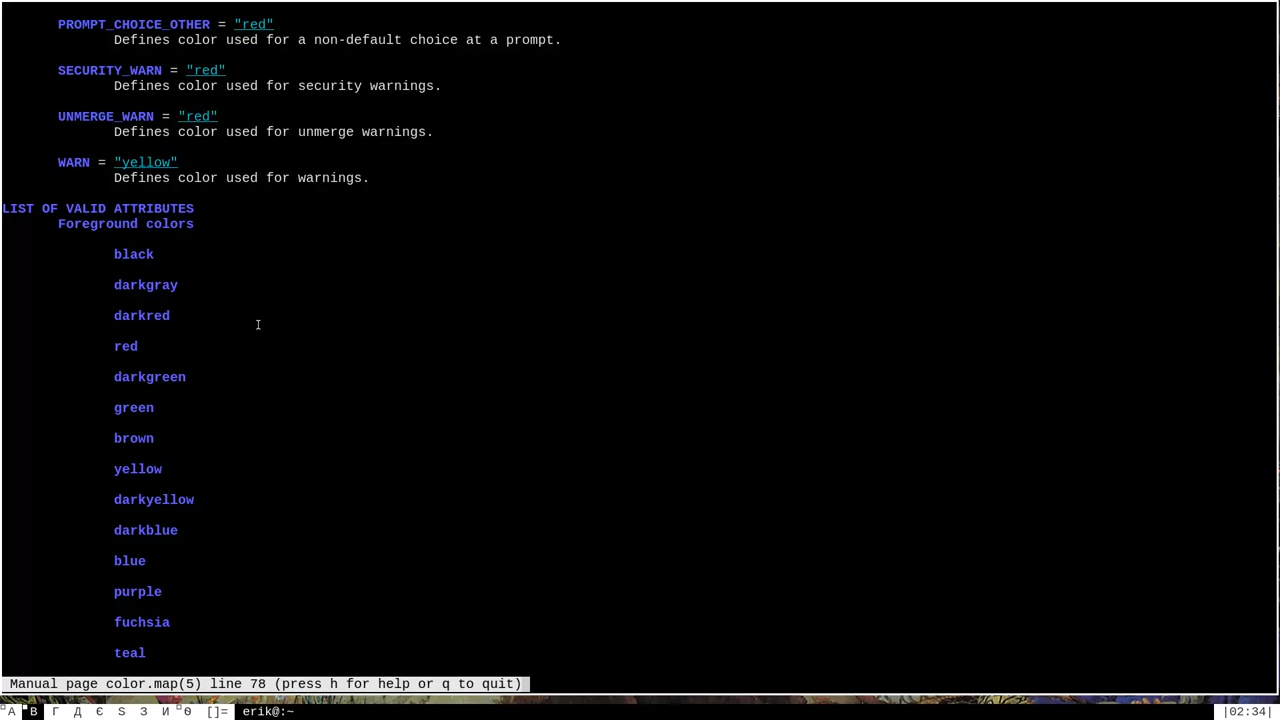 PROMPT_CHOICE_OTHER = "red"
Defines color used for a non-default choice at a prompt.
SECURITY_WARN = "red"
Defines color used for security warnings.
UNMERGE_WARN = "red"
Defines color used for unmerge warnings.
WARN = "yellow"
Defines color used for warnings.
LIST OF VALID ATTRIBUTES
Foreground colors
black
darkgray
darkred
red
darkgreen
green
brown
yellow
darkyellow
darkblue
blue
purple
fuchsia
teal
Manual page color.map(5) line 78 (press h for help or q to quit)
А В Г Д Є Ѕ З И Ѳ []= erik@:~ |02:34|